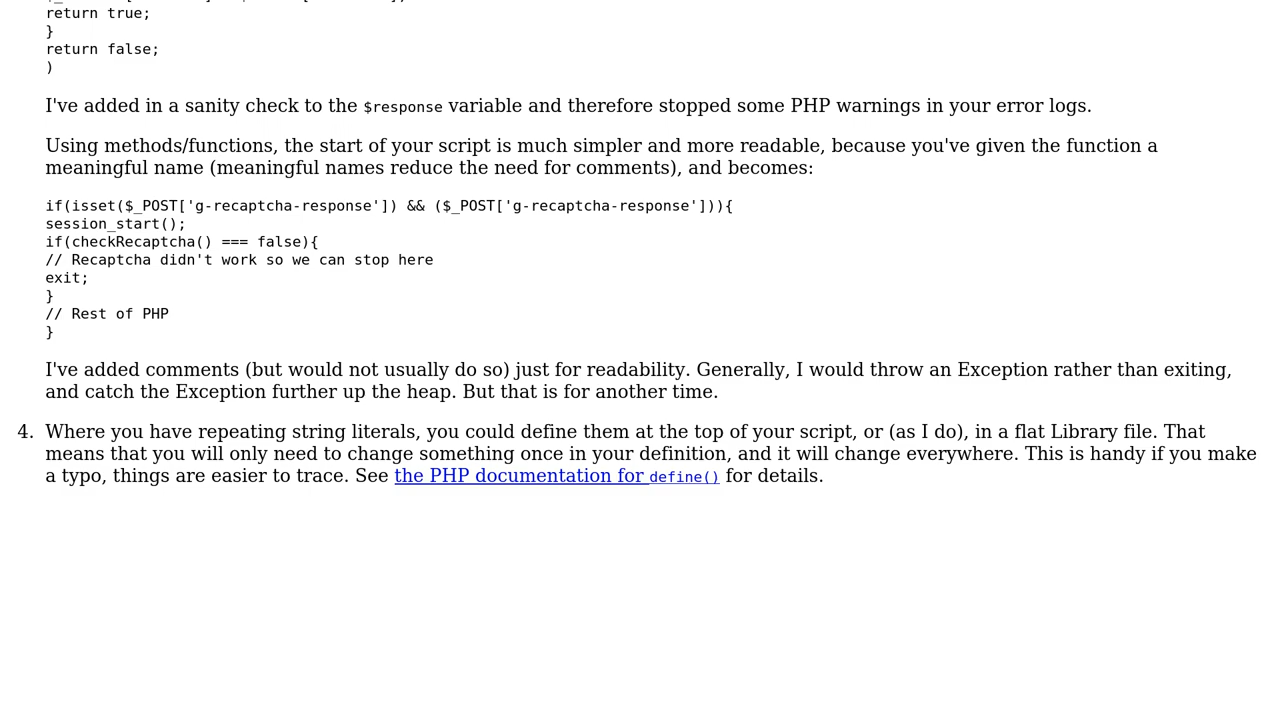 return true;
}
return false;
)
I've added in a sanity check to the $response variable and therefore stopped some PHP warnings in your error logs.
Using methods/functions, the start of your script is much simpler and more readable, because you've given the function a
meaningful name (meaningful names reduce the need for comments), and becomes:
if(isset($_POST['g-recaptcha-response']) && ($_POST['g-recaptcha-response'])){
session_start();
if(checkRecaptcha() === false){
// Recaptcha didn't work so we can stop here
exit;
}
// Rest of PHP
}
I've added comments (but would not usually do so) just for readability. Generally, I would throw an Exception rather than exiting,
and catch the Exception further up the heap. But that is for another time.
4. Where you have repeating string literals, you could define them at the top of your script, or (as I do), in a flat Library file. That
means that you will only need to change something once in your definition, and it will change everywhere. This is handy if you make
a typo, things are easier to trace. See the PHP documentation for define() for details.